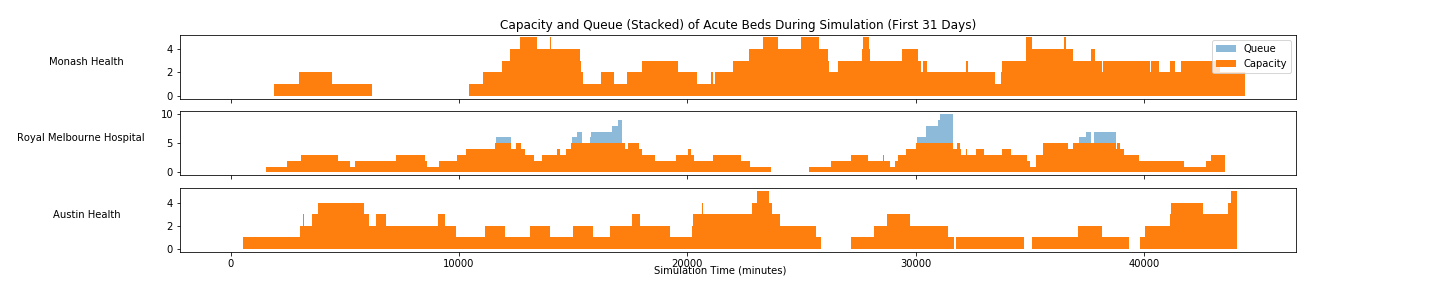 Capacity and Queue (Stacked) of Acute Beds During Simulation (First 31 Days)
Monash Health
4
2
0
Queue
Capacity
Royal Melbourne Hospital
10
5
0
Austin Health
4
2
0
0 10000 20000 30000 40000
Simulation Time (minutes)